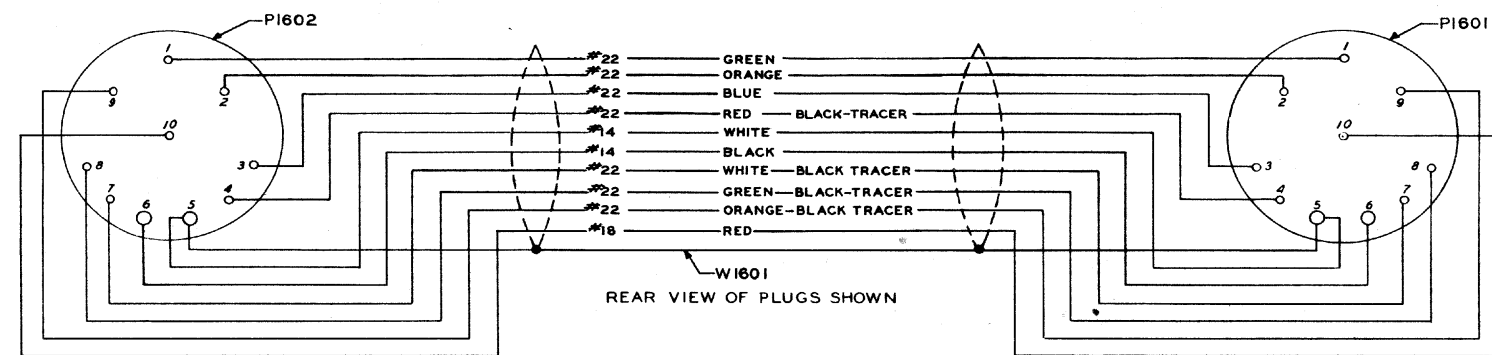 P1602
P1601
1
#22 GREEN
1
#22 ORANGE
9
2
#22 BLUE
2
9
#22 RED — BLACK-TRACER
10
#14 WHITE
10
#14 BLACK
8
3
#22 WHITE — BLACK TRACER
3
8
7
4
#22 GREEN — BLACK-TRACER
4
7
6
5
#22 ORANGE-BLACK TRACER
5
6
#18 RED
W1601
REAR VIEW OF PLUGS SHOWN